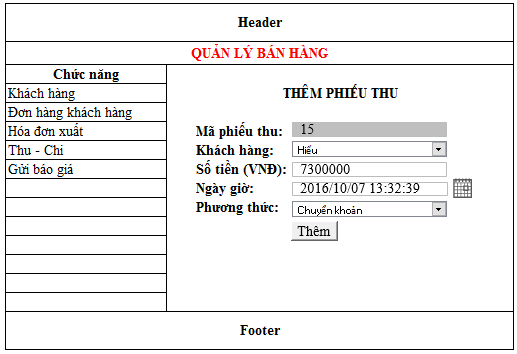 Header
QUẢN LÝ BÁN HÀNG
Chức năng
Khách hàng
Đơn hàng khách hàng
Hóa đơn xuất
Thu - Chi
Gửi báo giá
THÊM PHIẾU THU
Mã phiếu thu: 15
Khách hàng: Hiếu
Số tiền (VNĐ): 7300000
Ngày giờ: 2016/10/07 13:32:39
Phương thức: Chuyển khoản
Thêm
Footer